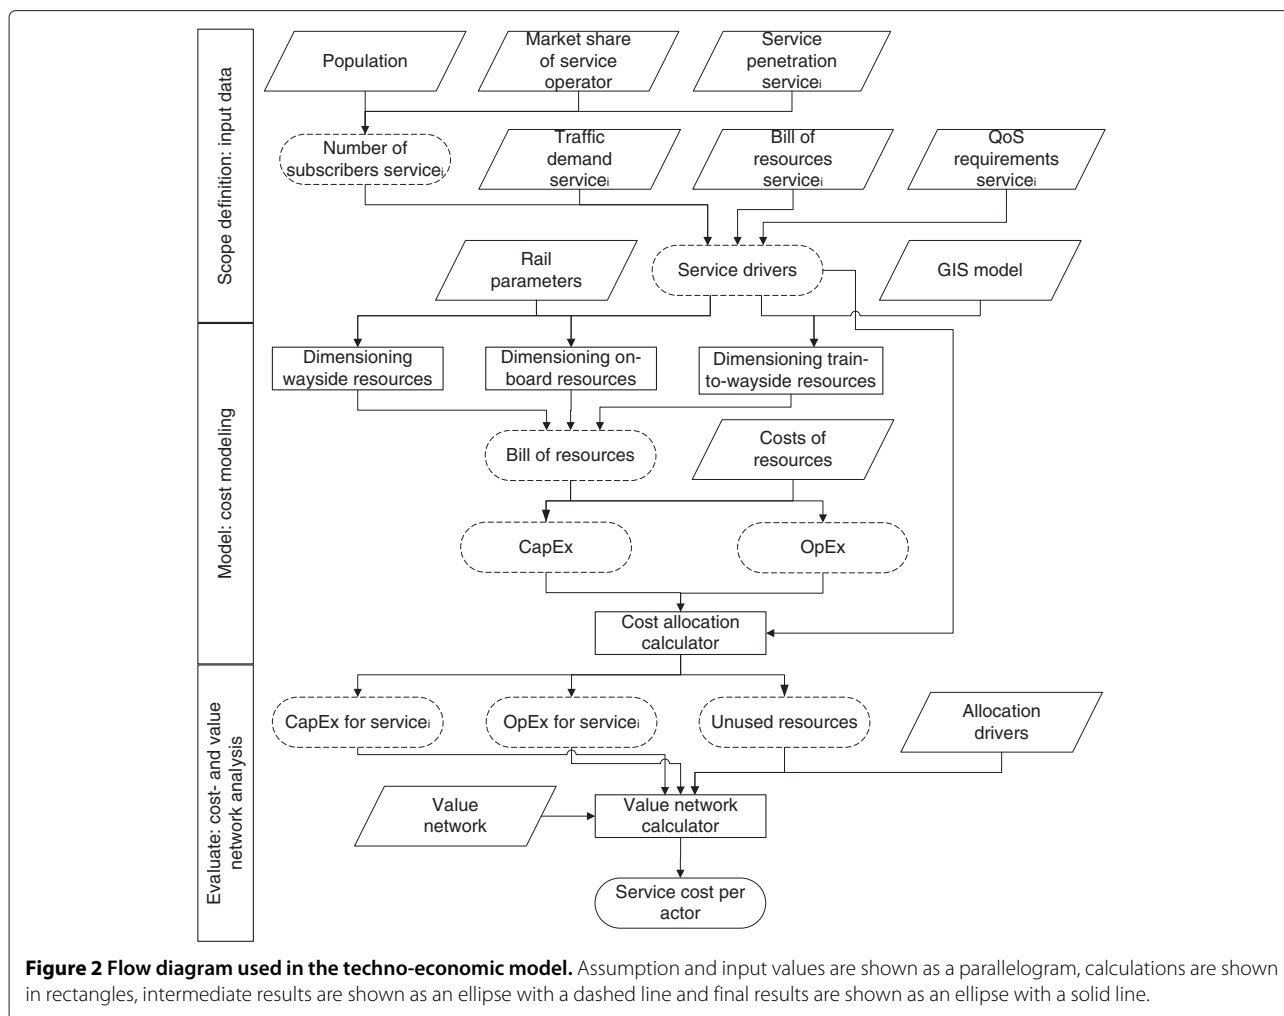 Scope definition: input data
Population
Market share
of service
operator
Service
penetration
serviceᵢ
Number of
subscribers serviceᵢ
Traffic
demand
serviceᵢ
Bill of
resources
serviceᵢ
QoS
requirements
serviceᵢ
Rail
parameters
Service drivers
GIS model
Model: cost modeling
Dimensioning
wayside resources
Dimensioning on-
board resources
Dimensioning train-
to-wayside resources
Bill of resources
Costs of
resources
CapEx
OpEx
Cost allocation
calculator
Evaluate: cost- and value
network analysis
CapEx for serviceᵢ
OpEx for serviceᵢ
Unused resources
Allocation
drivers
Value
network
Value network
calculator
Service cost per
actor
Figure 2 Flow diagram used in the techno-economic model. Assumption and input values are shown as a parallelogram, calculations are shown
in rectangles, intermediate results are shown as an ellipse with a dashed line and final results are shown as an ellipse with a solid line.